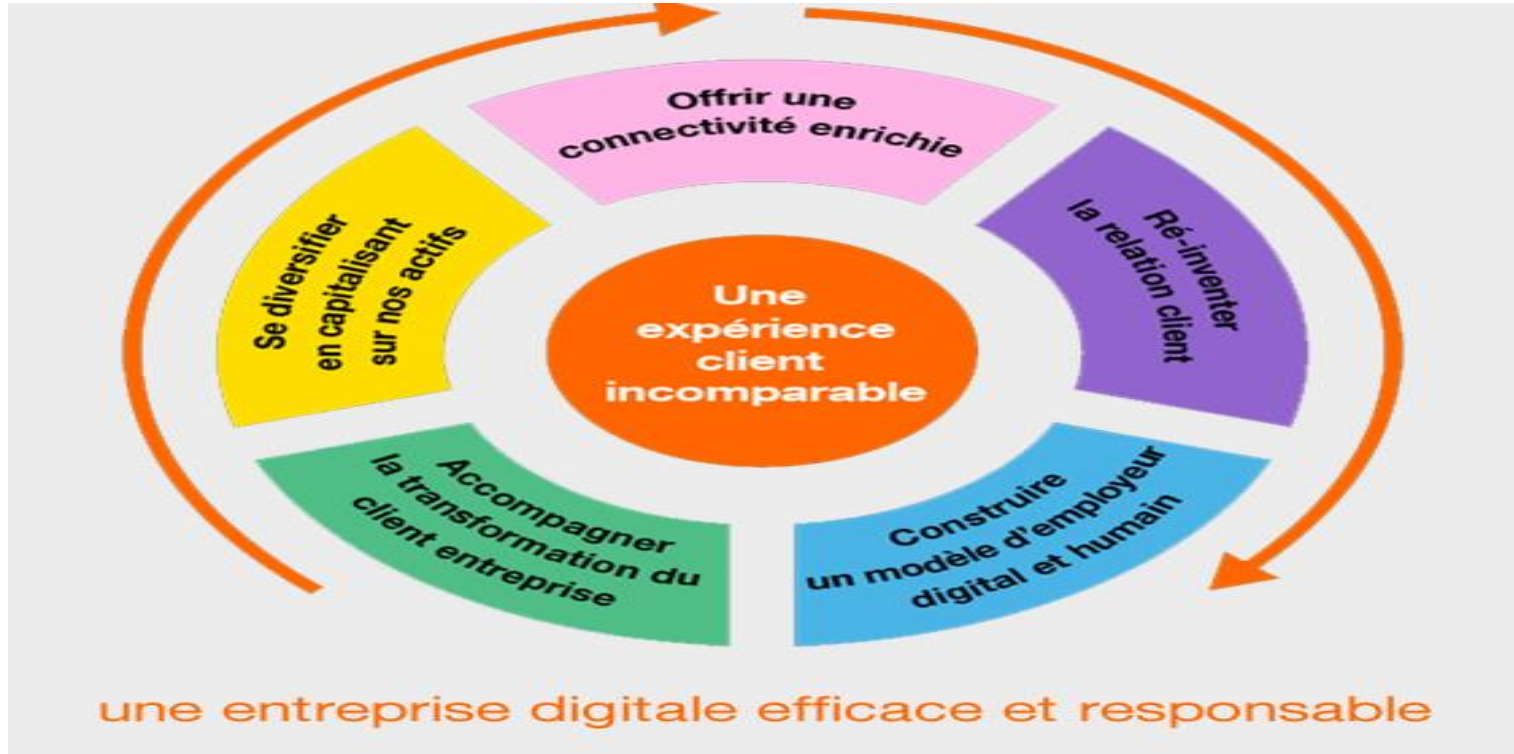 Offrir une
connectivité enrichie
Ré-inventer
la relation client
Construire
un modèle d'employeur
digital et humain
Accompagner
la transformation du
client entreprise
Se diversifier
en capitalisant
sur nos actifs
Une
expérience
client
incomparable
une entreprise digitale efficace et responsable